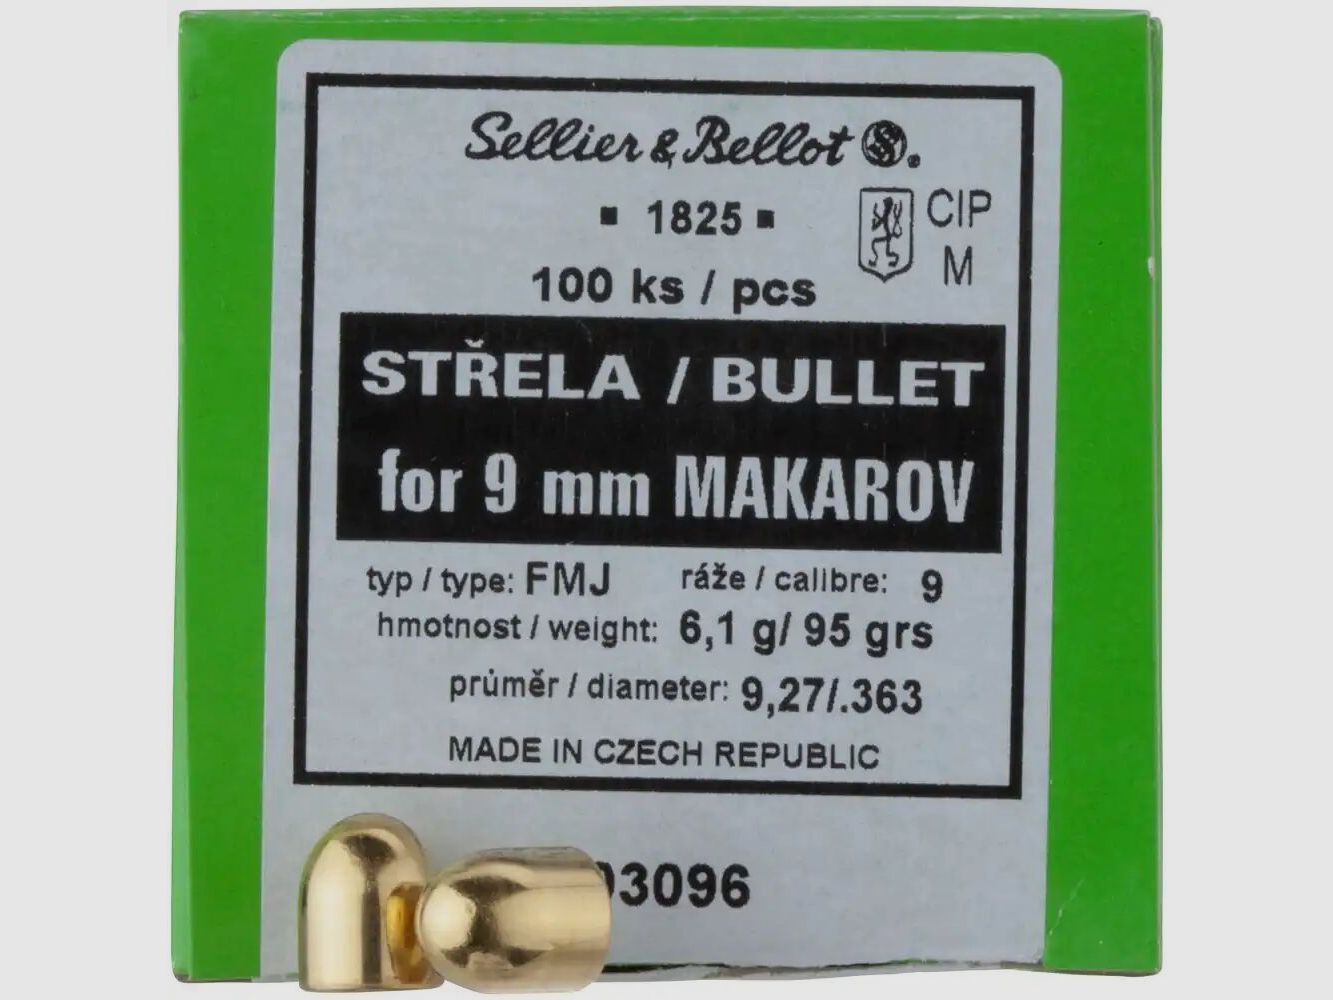 Sellier & Bellot S.
▪ 1825 ▪
CIP
M
100 ks / pcs
STŘELA / BULLET
for 9 mm MAKAROV
typ / type: FMJ ráže / calibre: 9
hmotnost / weight: 6,1 g/ 95 grs
průměr / diameter: 9,27/.363
MADE IN CZECH REPUBLIC
3096